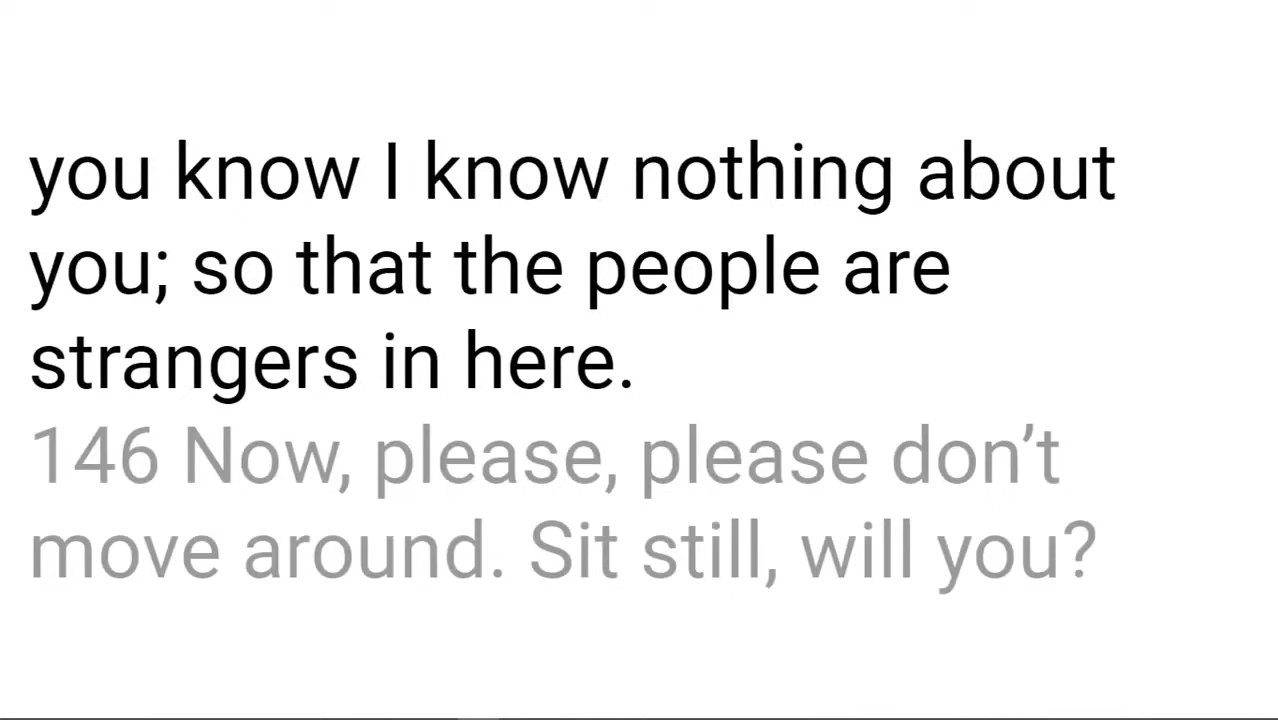 you know I know nothing about
you; so that the people are
strangers in here.
146 Now, please, please don’t
move around. Sit still, will you?